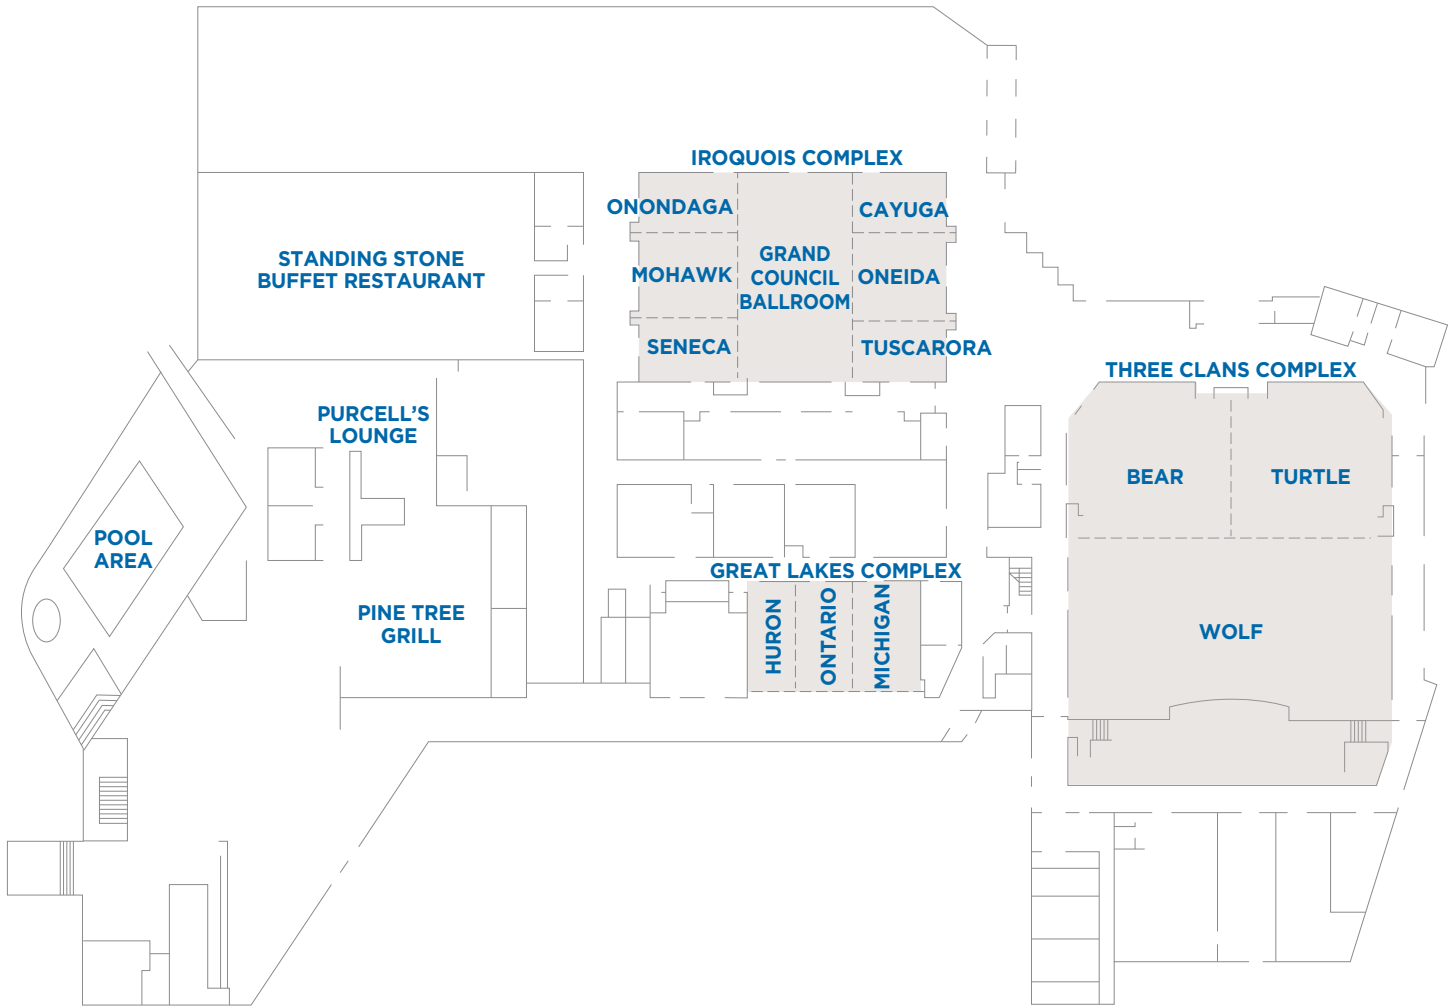 IROQUOIS COMPLEX
ONONDAGA
CAYUGA
STANDING STONE
BUFFET RESTAURANT
MOHAWK
GRAND
COUNCIL
BALLROOM
ONEIDA
SENECA
TUSCARORA
THREE CLANS COMPLEX
PURCELL’S
LOUNGE
BEAR
TURTLE
POOL
AREA
GREAT LAKES COMPLEX
PINE TREE
GRILL
HURON
ONTARIO
MICHIGAN
WOLF